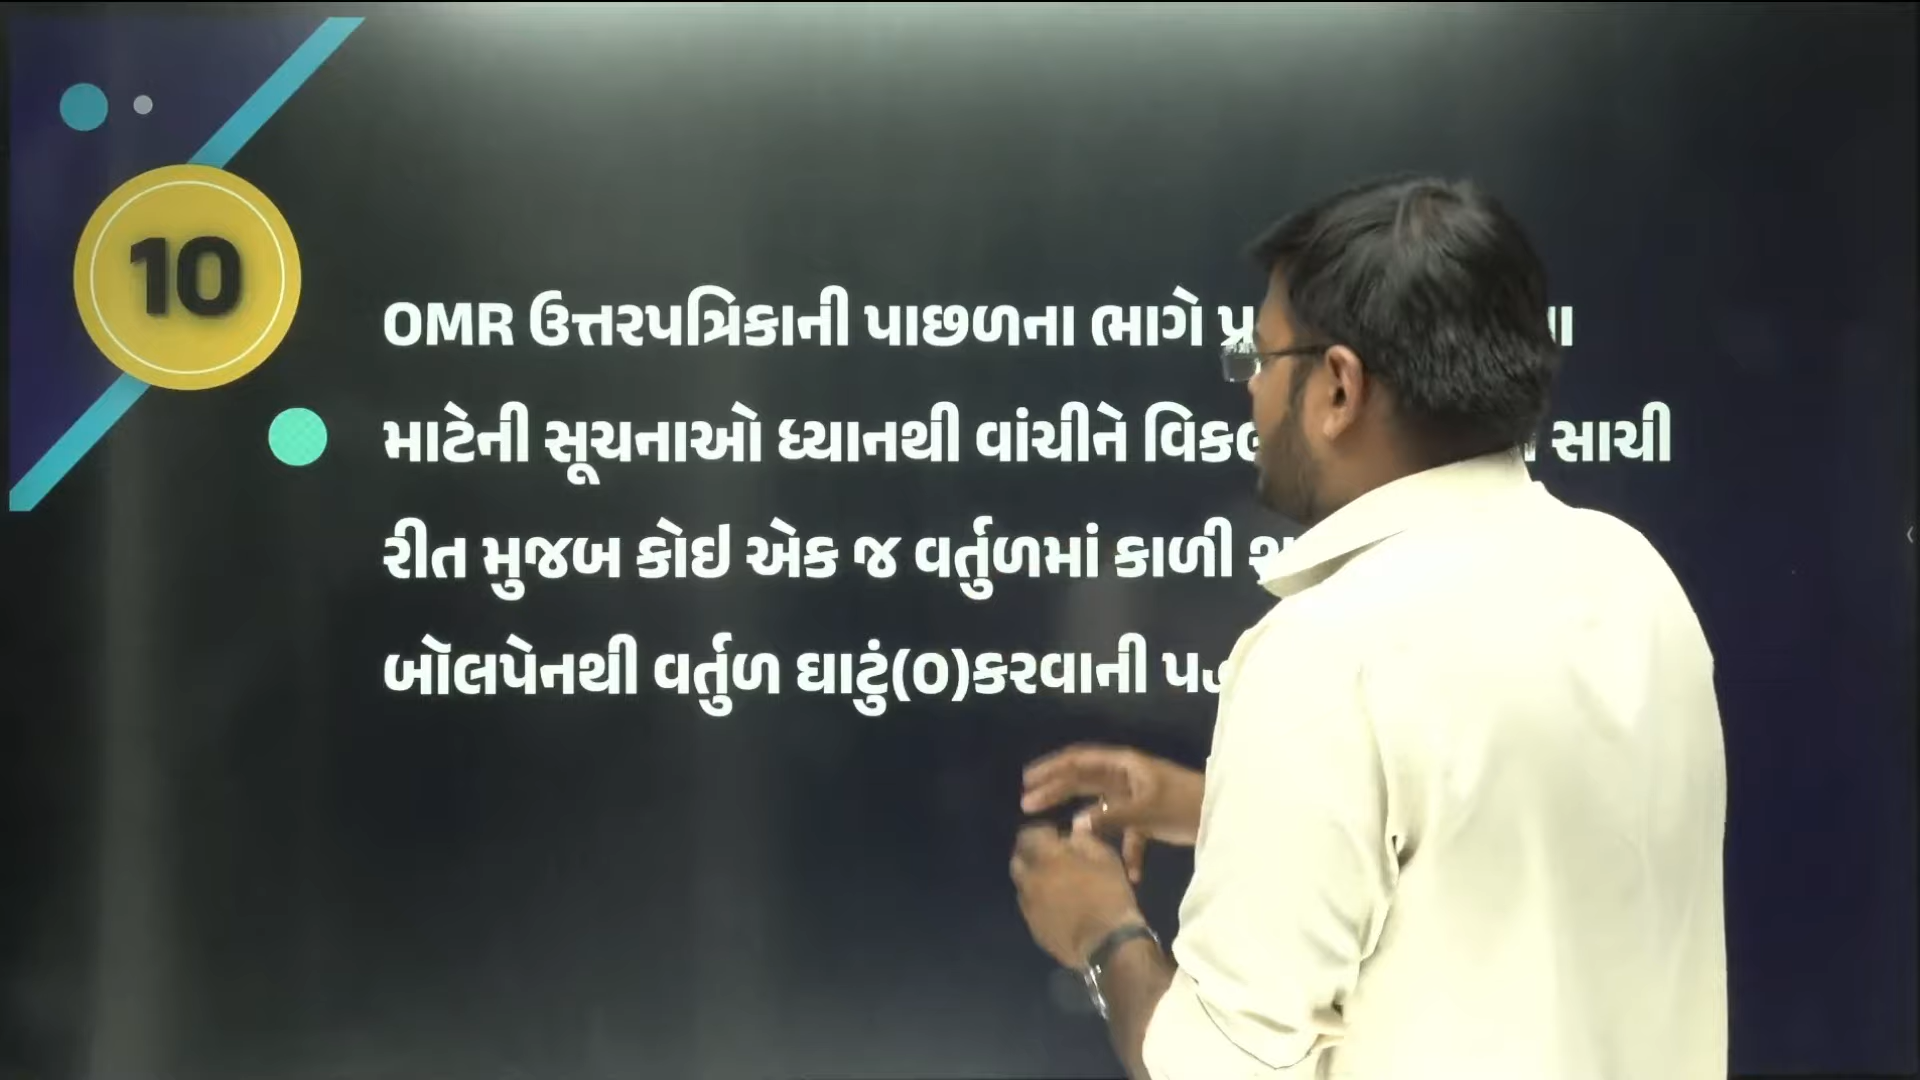 10
OMR ઉત્તરપત્રિકાની પાછળના ભાગે
માટેની સૂચનાઓ ધ્યાનથી વાંચીને સાચી
રીત મુજબ કોઇ એક જ વર્તુળમાં કાળી
બૉલપેનથી વર્તુળ ઘાટું(0)કરવાની